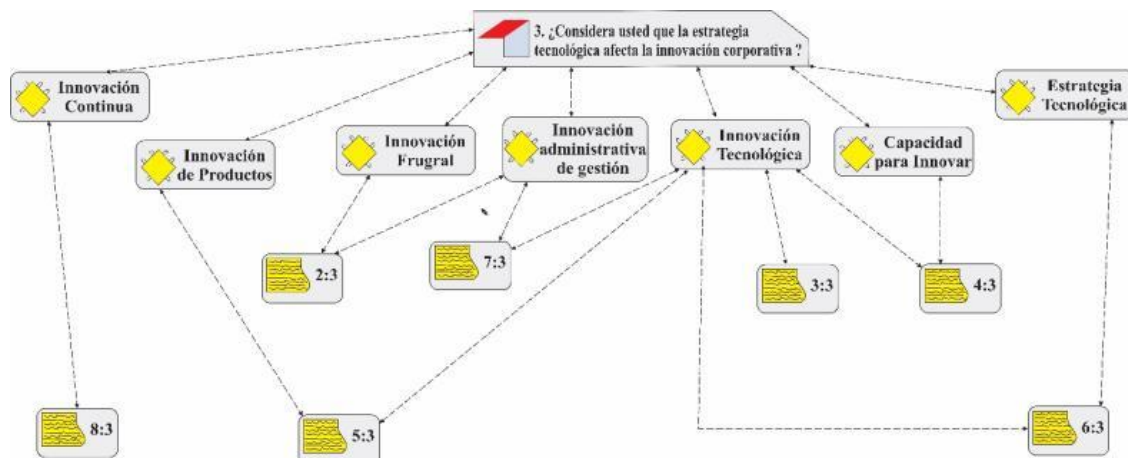 3. ¿Considera usted que la estrategia
tecnológica afecta la innovación corporativa ?
Innovación
Continua
Estrategia
Tecnológica
Innovación
de Productos
Innovación
Frugral
Innovación
administrativa
de gestión
Innovación
Tecnológica
Capacidad
para Innovar
2:3
7:3
3:3
4:3
8:3
5:3
6:3